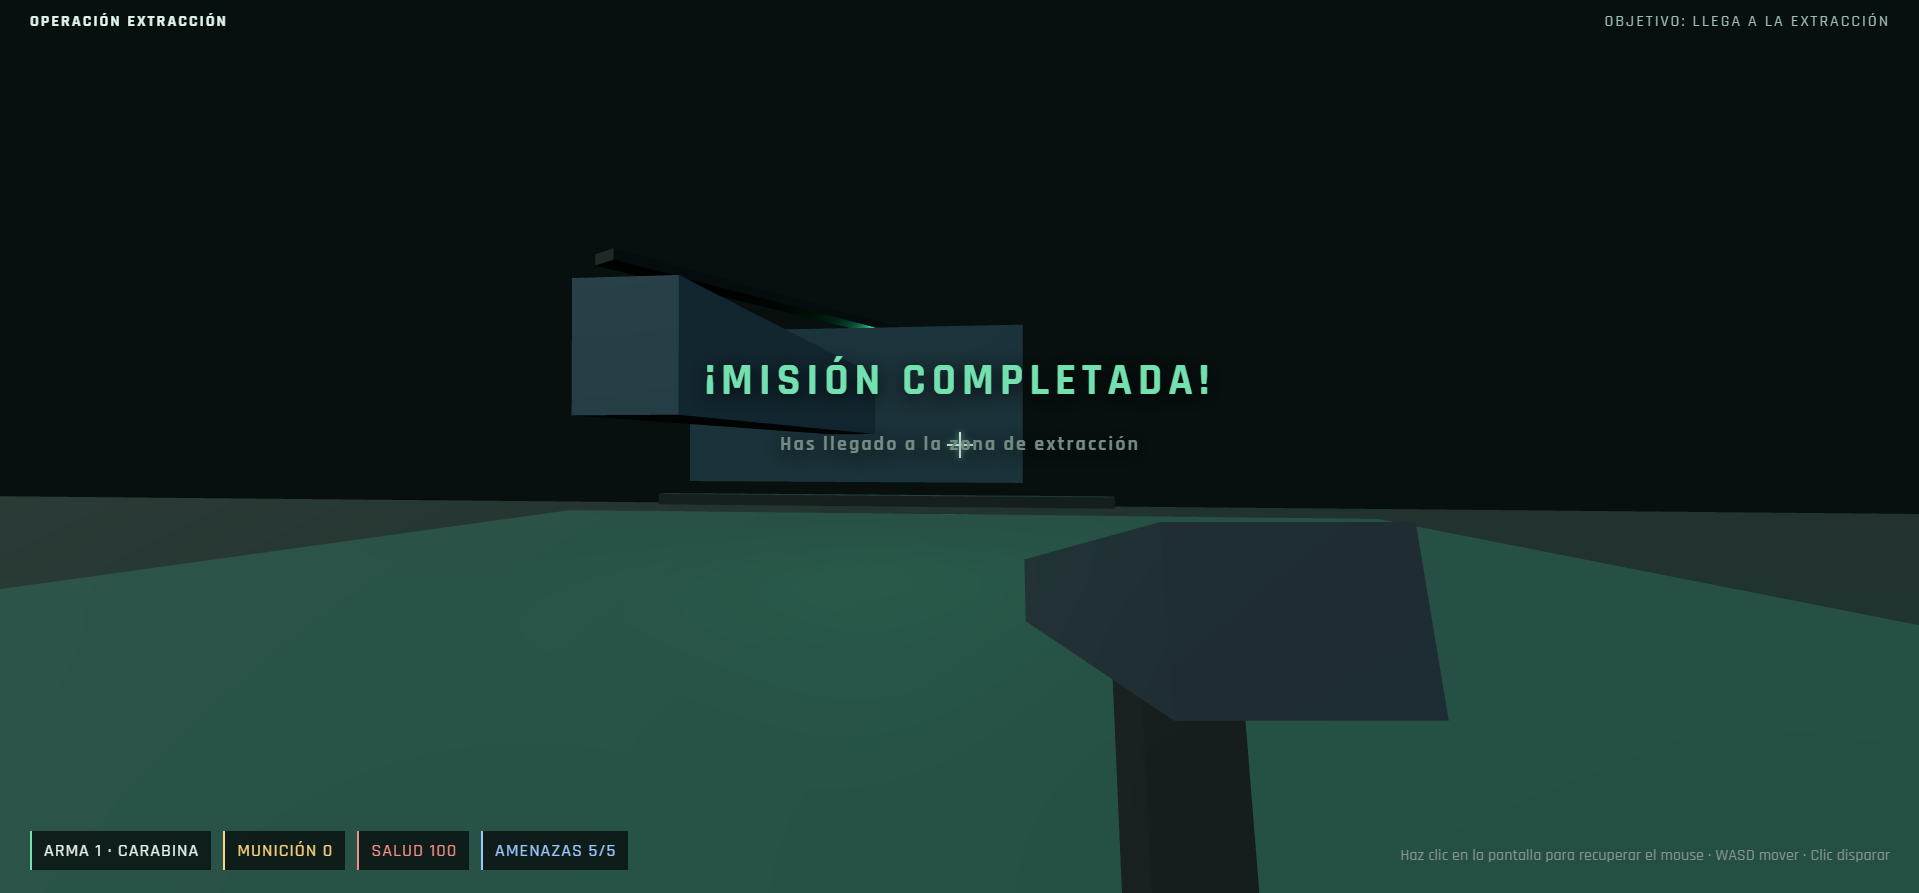 OPERACIÓN EXTRACCIÓN
OBJETIVO: LLEGA A LA EXTRACCIÓN
¡MISIÓN COMPLETADA!
Has llegado a la zona de extracción
ARMA 1 · CARABINA
MUNICIÓN 0
SALUD 100
AMENAZAS 5/5
Haz clic en la pantalla para recuperar el mouse · WASD mover · Clic disparar